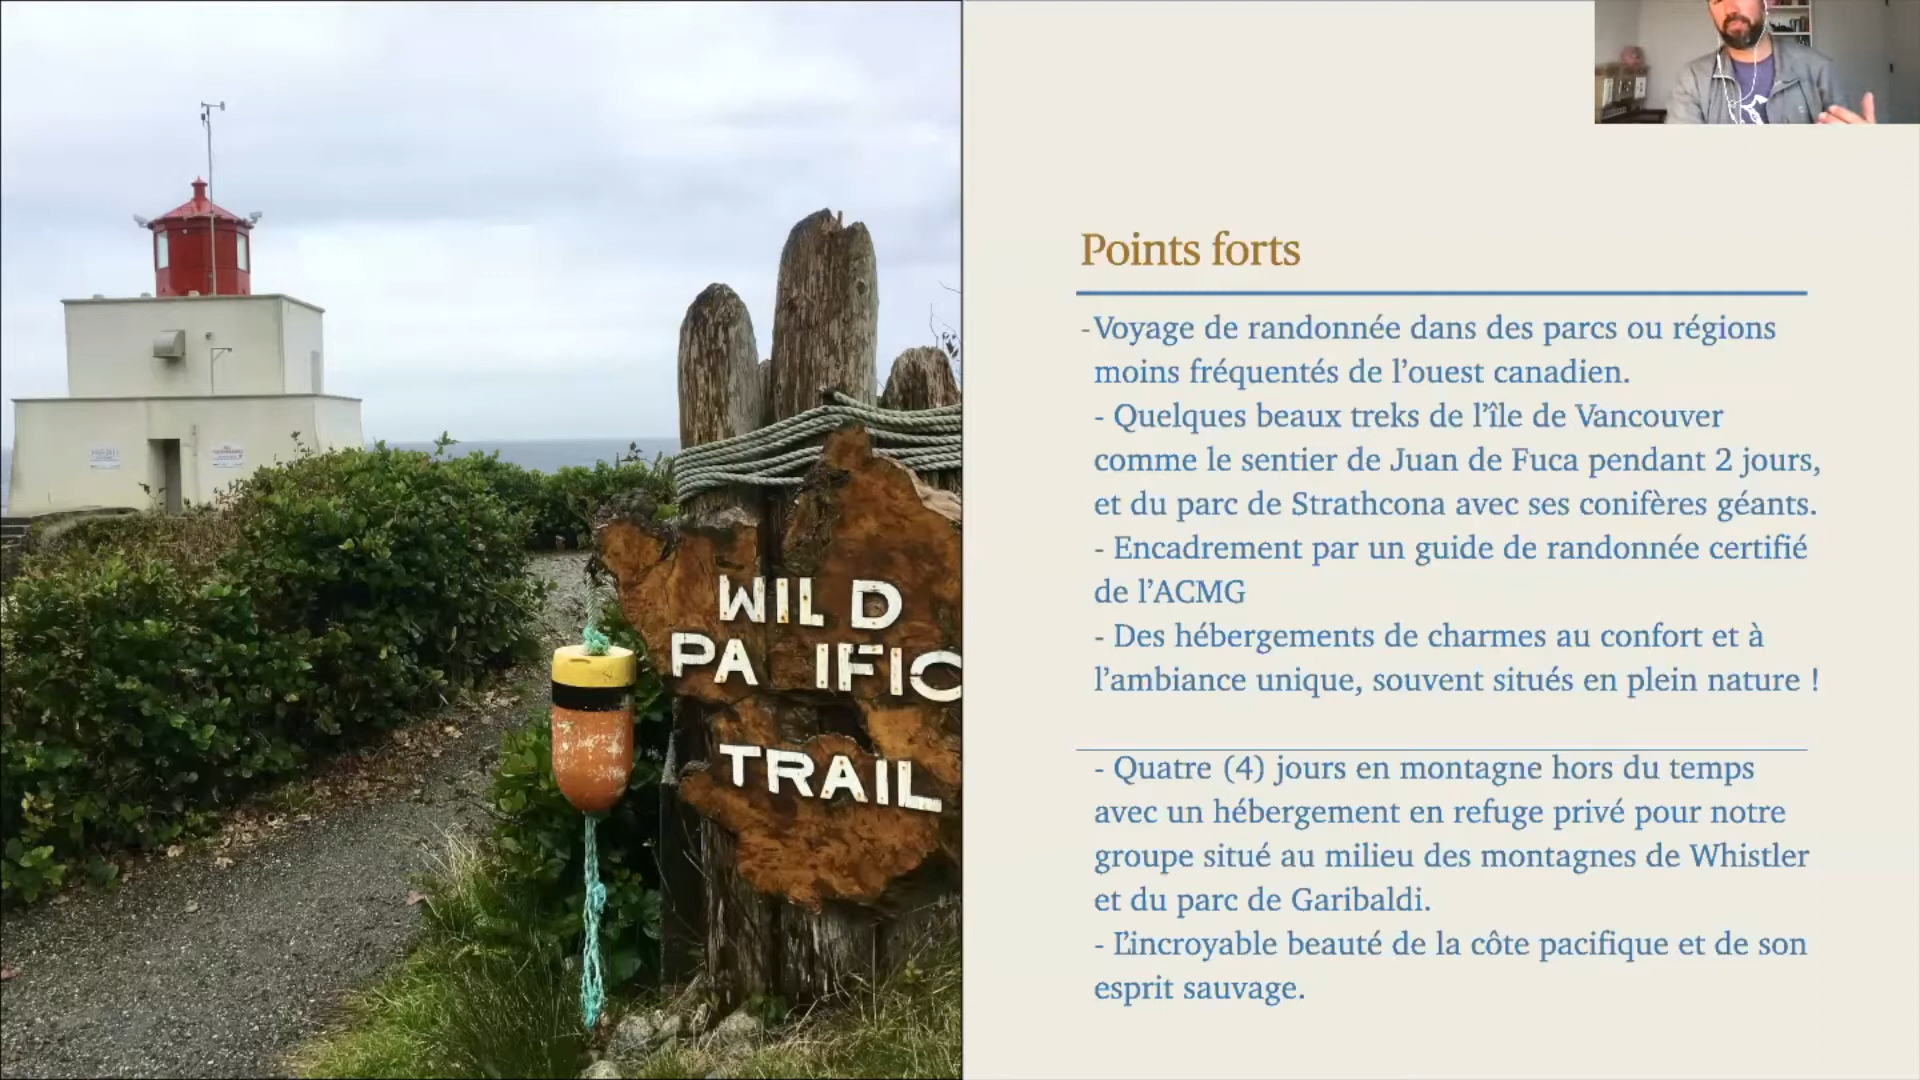 WILD
PA IFIC
TRAIL
Points forts
-Voyage de randonnée dans des parcs ou régions
moins fréquentés de l’ouest canadien.
- Quelques beaux treks de l’île de Vancouver
comme le sentier de Juan de Fuca pendant 2 jours,
et du parc de Strathcona avec ses conifères géants.
- Encadrement par un guide de randonnée certifié
de l’ACMG
- Des hébergements de charmes au confort et à
l’ambiance unique, souvent situés en plein nature !
- Quatre (4) jours en montagne hors du temps
avec un hébergement en refuge privé pour notre
groupe situé au milieu des montagnes de Whistler
et du parc de Garibaldi.
- L’incroyable beauté de la côte pacifique et de son
esprit sauvage.